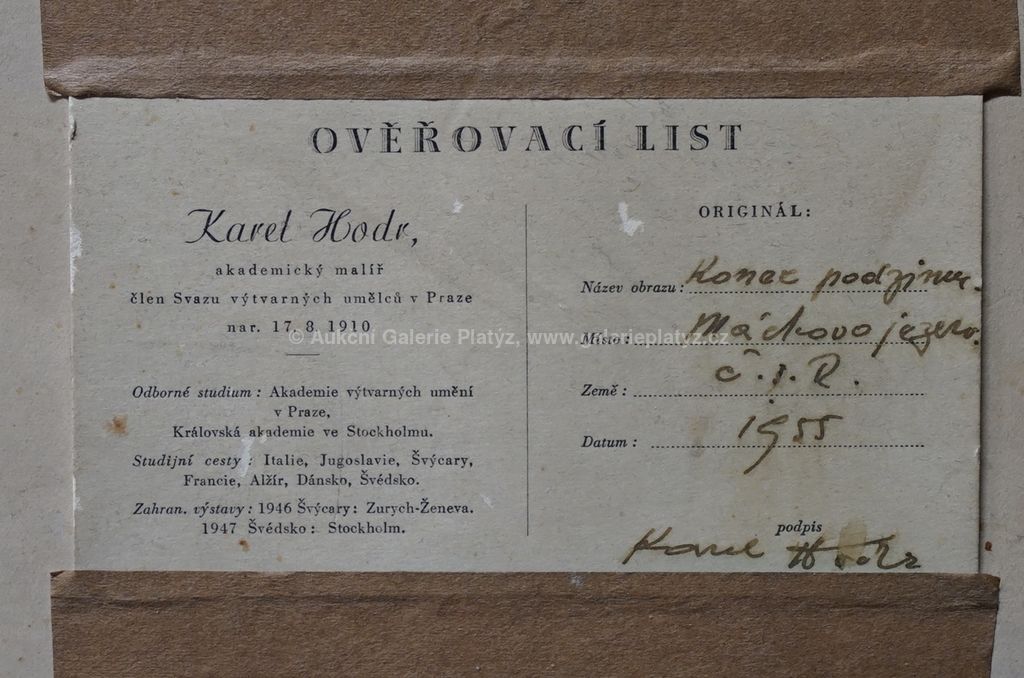 OVĚŘOVACÍ LIST
Karel Hodr,
akademický malíř
člen Svazu výtvarných umělců v Praze
nar. 17. 8. 1910
Odborné studium : Akademie výtvarných umění
v Praze,
Královská akademie ve Stockholmu.
Studijní cesty : Italie, Jugoslavie, Švýcary,
Francie, Alžír, Dánsko, Švédsko.
Zahran. výstavy : 1946 Švýcary: Zurych-Ženeva.
1947 Švédsko : Stockholm.
ORIGINÁL:
Název obrazu : Konec podzimu.
Místo : Máchovo jezero.
Země : č.s.R.
Datum : 1955
podpis
Karel Hodr
© Aukcni Galerie Platýz, www.galerieplatyz.cz